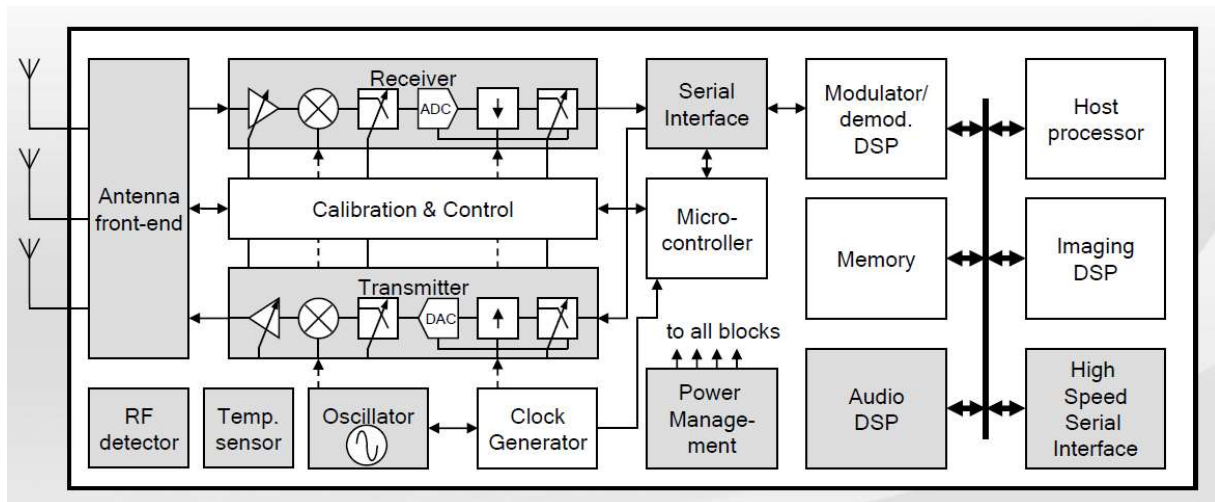 Receiver
ADC
Serial
Interface
Modulator/
demod.
DSP
Host
processor
Antenna
front-end
Calibration & Control
Micro-
controller
Memory
Imaging
DSP
Transmitter
DAC
to all blocks
RF
detector
Temp.
sensor
Oscillator
Clock
Generator
Power
Manage-
ment
Audio
DSP
High
Speed
Serial
Interface